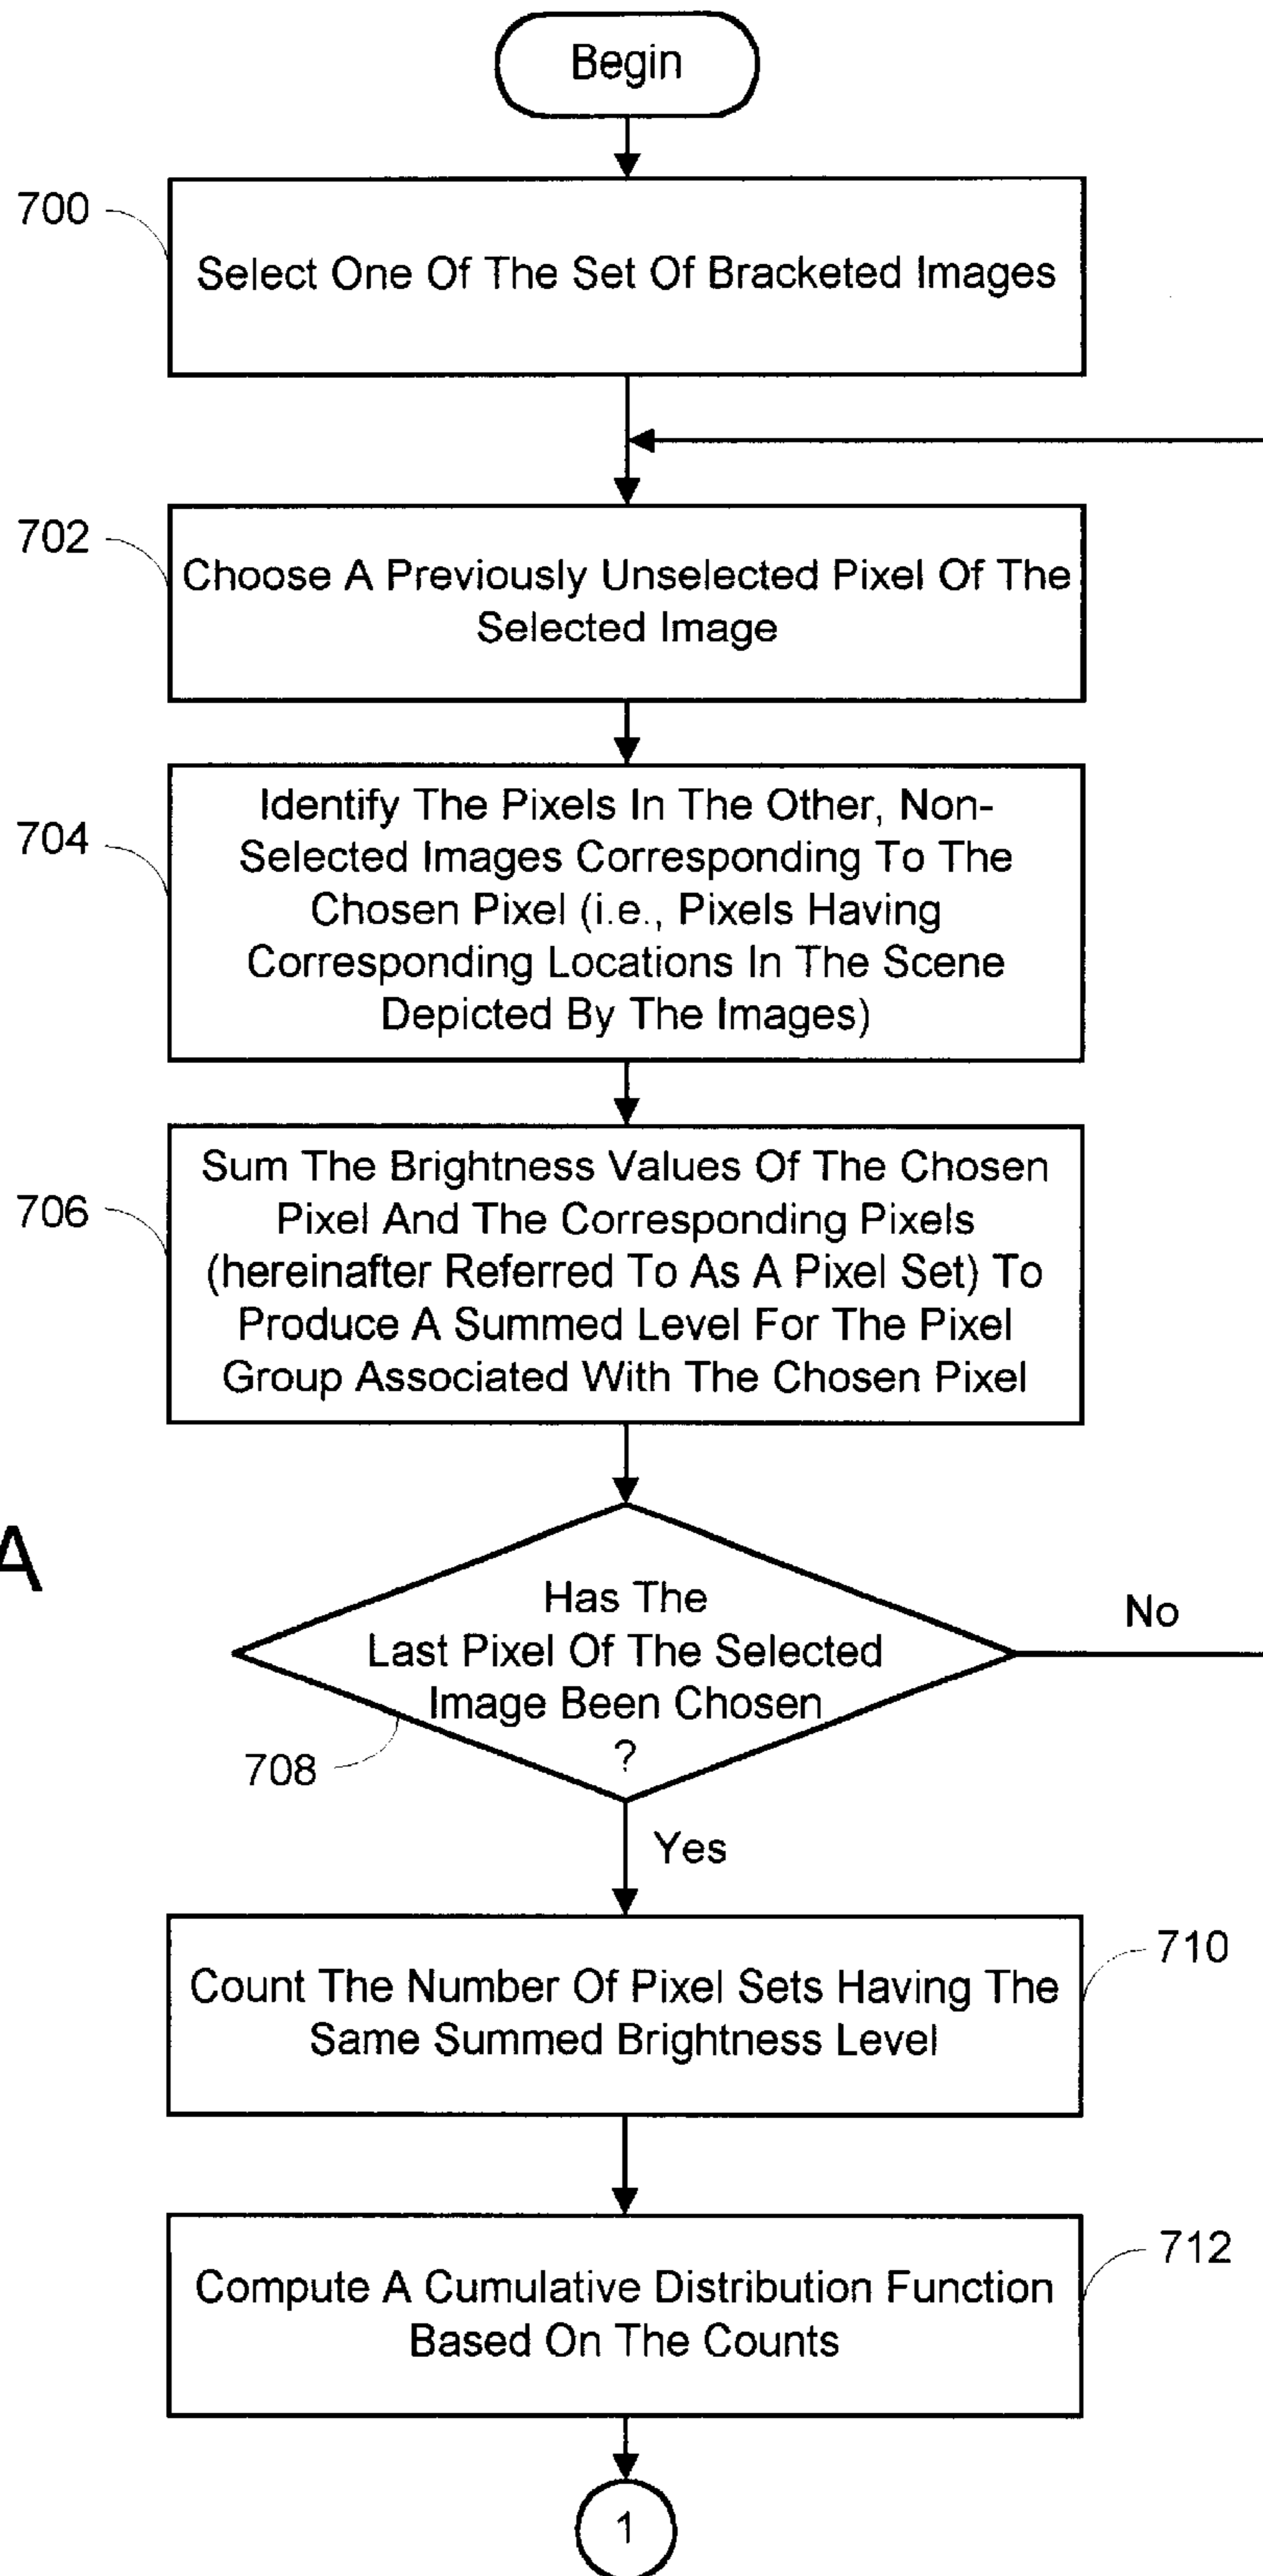 Begin
700
Select One Of The Set Of Bracketed Images
702
Choose A Previously Unselected Pixel Of The
Selected Image
704
Identify The Pixels In The Other, Non-
Selected Images Corresponding To The
Chosen Pixel (i.e., Pixels Having
Corresponding Locations In The Scene
Depicted By The Images)
706
Sum The Brightness Values Of The Chosen
Pixel And The Corresponding Pixels
(hereinafter Referred To As A Pixel Set) To
Produce A Summed Level For The Pixel
Group Associated With The Chosen Pixel
A
Has The
Last Pixel Of The Selected
Image Been Chosen
?
No
708
Yes
710
Count The Number Of Pixel Sets Having The
Same Summed Brightness Level
712
Compute A Cumulative Distribution Function
Based On The Counts
1